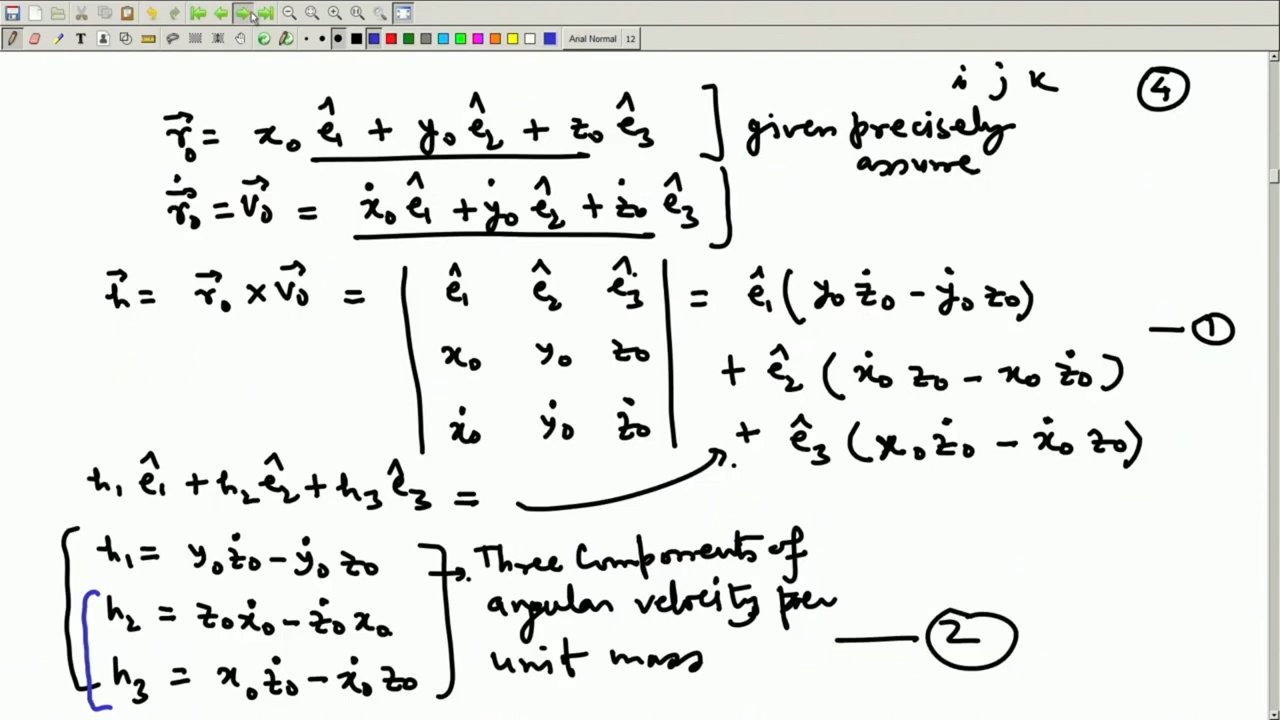 Arial Normal 12
i j k ④
r⃗₀ = x₀ ê₁ + y₀ ê₂ + z₀ ê₃ ] given precisely
assume
ṙ⃗₀ = v⃗₀ = ẋ₀ ê₁ + ẏ₀ ê₂ + ż₀ ê₃ ]
h⃗ = r⃗₀ × v⃗₀ = | ê₁ ê₂ ê₃ | = ê₁ ( y₀ ż₀ - ẏ₀ z₀ )
| x₀ y₀ z₀ | + ê₂ ( ẋ₀ z₀ - x₀ ż₀ ) — ①
| ẋ₀ ẏ₀ ż₀ | + ê₃ ( x₀ ż₀ - ẋ₀ z₀ )
h₁ ê₁ + h₂ ê₂ + h₃ ê₃ =
h₁ = y₀ ż₀ - ẏ₀ z₀ → Three Components of
h₂ = z₀ ẋ₀ - ż₀ x₀ angular velocity per — ②
h₃ = x₀ ż₀ - ẋ₀ z₀ unit mass